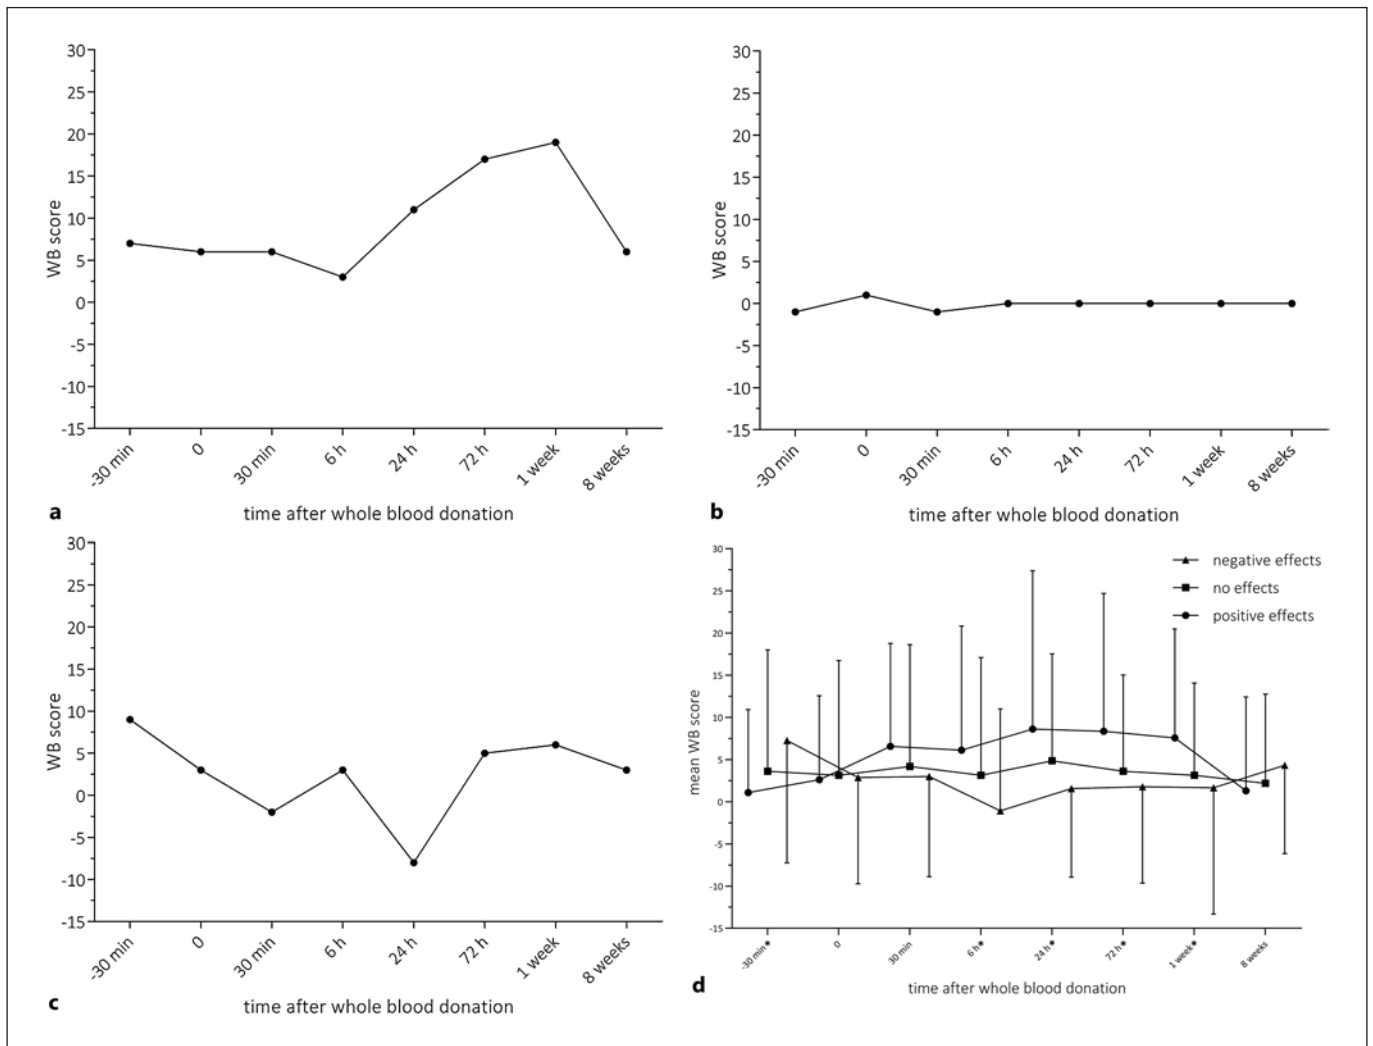 30
25
20
15
10
5
0
-5
-10
-15
WB score
-30 min
0
30 min
6 h
24 h
72 h
1 week
8 weeks
time after whole blood donation
a
30
25
20
15
10
5
0
-5
-10
-15
WB score
-30 min
0
30 min
6 h
24 h
72 h
1 week
8 weeks
time after whole blood donation
b
30
25
20
15
10
5
0
-5
-10
-15
WB score
-30 min
0
30 min
6 h
24 h
72 h
1 week
8 weeks
time after whole blood donation
c
30
25
20
15
10
5
0
-5
-10
-15
mean WB score
negative effects
no effects
positive effects
-30 min*
0
30 min
6 h*
24 h*
72 h*
1 week*
8 weeks
time after whole blood donation
d